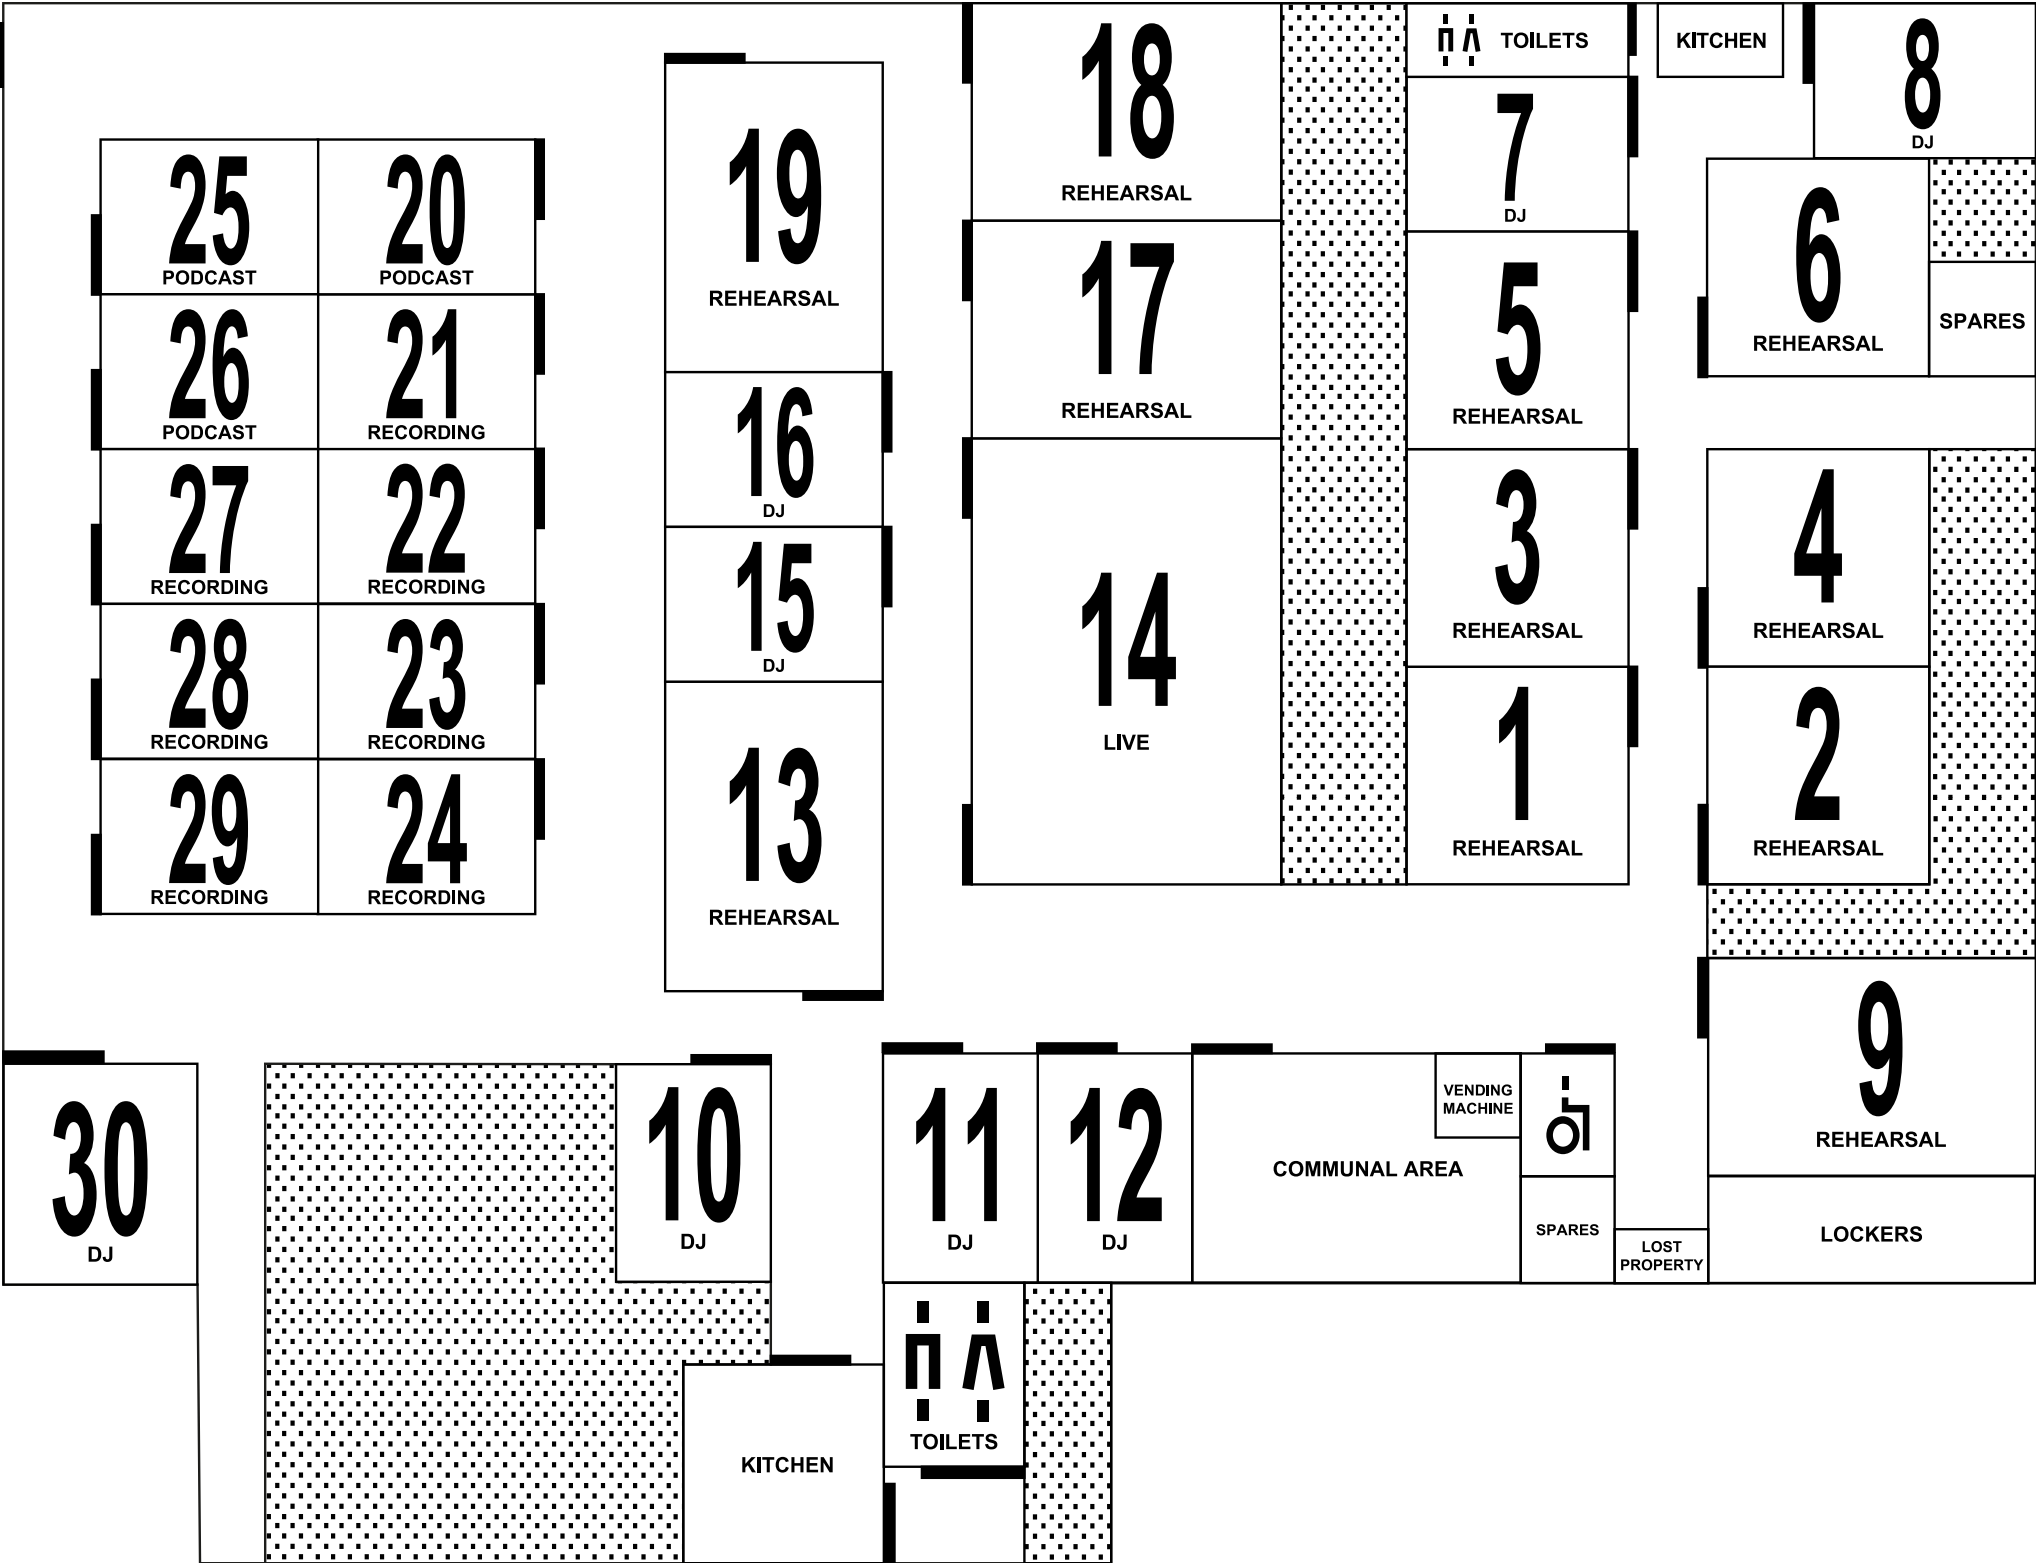 18
REHEARSAL
TOILETS
KITCHEN
8
DJ
19
REHEARSAL
7
DJ
25
PODCAST
20
PODCAST
17
REHEARSAL
5
REHEARSAL
6
REHEARSAL
SPARES
26
PODCAST
21
RECORDING
16
DJ
27
RECORDING
22
RECORDING
15
DJ
14
LIVE
3
REHEARSAL
4
REHEARSAL
28
RECORDING
23
RECORDING
13
REHEARSAL
1
REHEARSAL
2
REHEARSAL
29
RECORDING
24
RECORDING
30
DJ
10
DJ
11
DJ
12
DJ
COMMUNAL AREA
VENDING
MACHINE
SPARES
LOST
PROPERTY
9
REHEARSAL
LOCKERS
TOILETS
KITCHEN